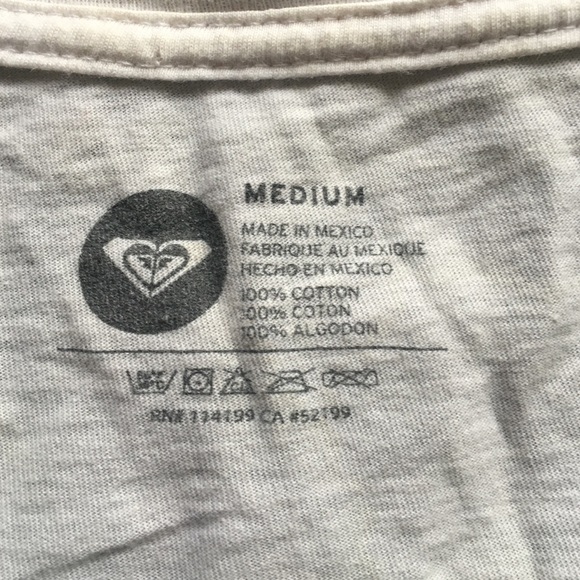 MEDIUM
MADE IN MEXICO
FABRIQUE AU MEXIQUE
HECHO EN MEXICO
100% COTTON
100% COTON
100% ALGODON
RN# 114199 CA #52199